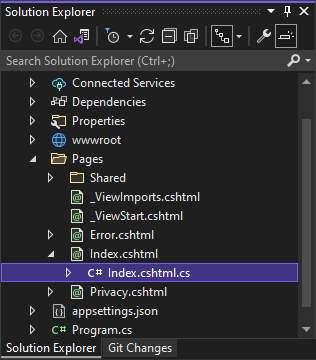 Solution Explorer
Search Solution Explorer (Ctrl+;)
Connected Services
Dependencies
Properties
wwwroot
Pages
Shared
_ViewImports.cshtml
_ViewStart.cshtml
Error.cshtml
Index.cshtml
C# Index.cshtml.cs
Privacy.cshtml
appsettings.json
C# Program.cs
Solution Explorer Git Changes